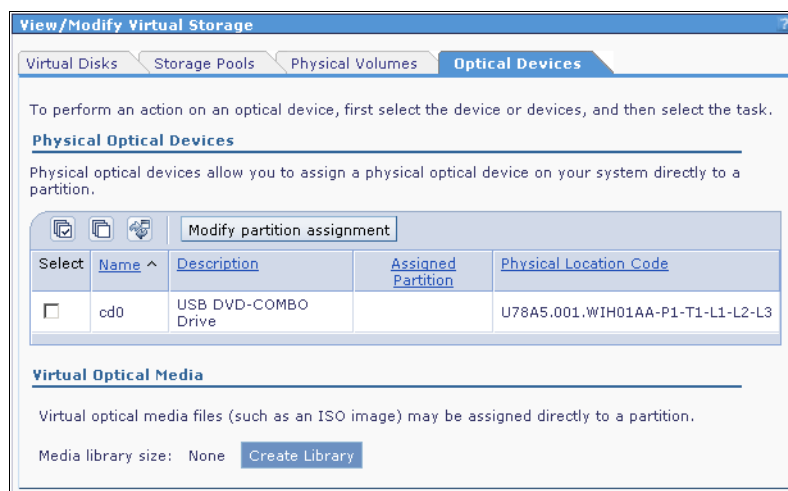 View/Modify Virtual Storage ?
Virtual Disks Storage Pools Physical Volumes Optical Devices
To perform an action on an optical device, first select the device or devices, and then select the task.
Physical Optical Devices
Physical optical devices allow you to assign a physical optical device on your system directly to a
partition.
Modify partition assignment
Select Name ^ Description Assigned Partition Physical Location Code
cd0 USB DVD-COMBO Drive U78A5.001.WIH01AA-P1-T1-L1-L2-L3
Virtual Optical Media
Virtual optical media files (such as an ISO image) may be assigned directly to a partition.
Media library size: None Create Library